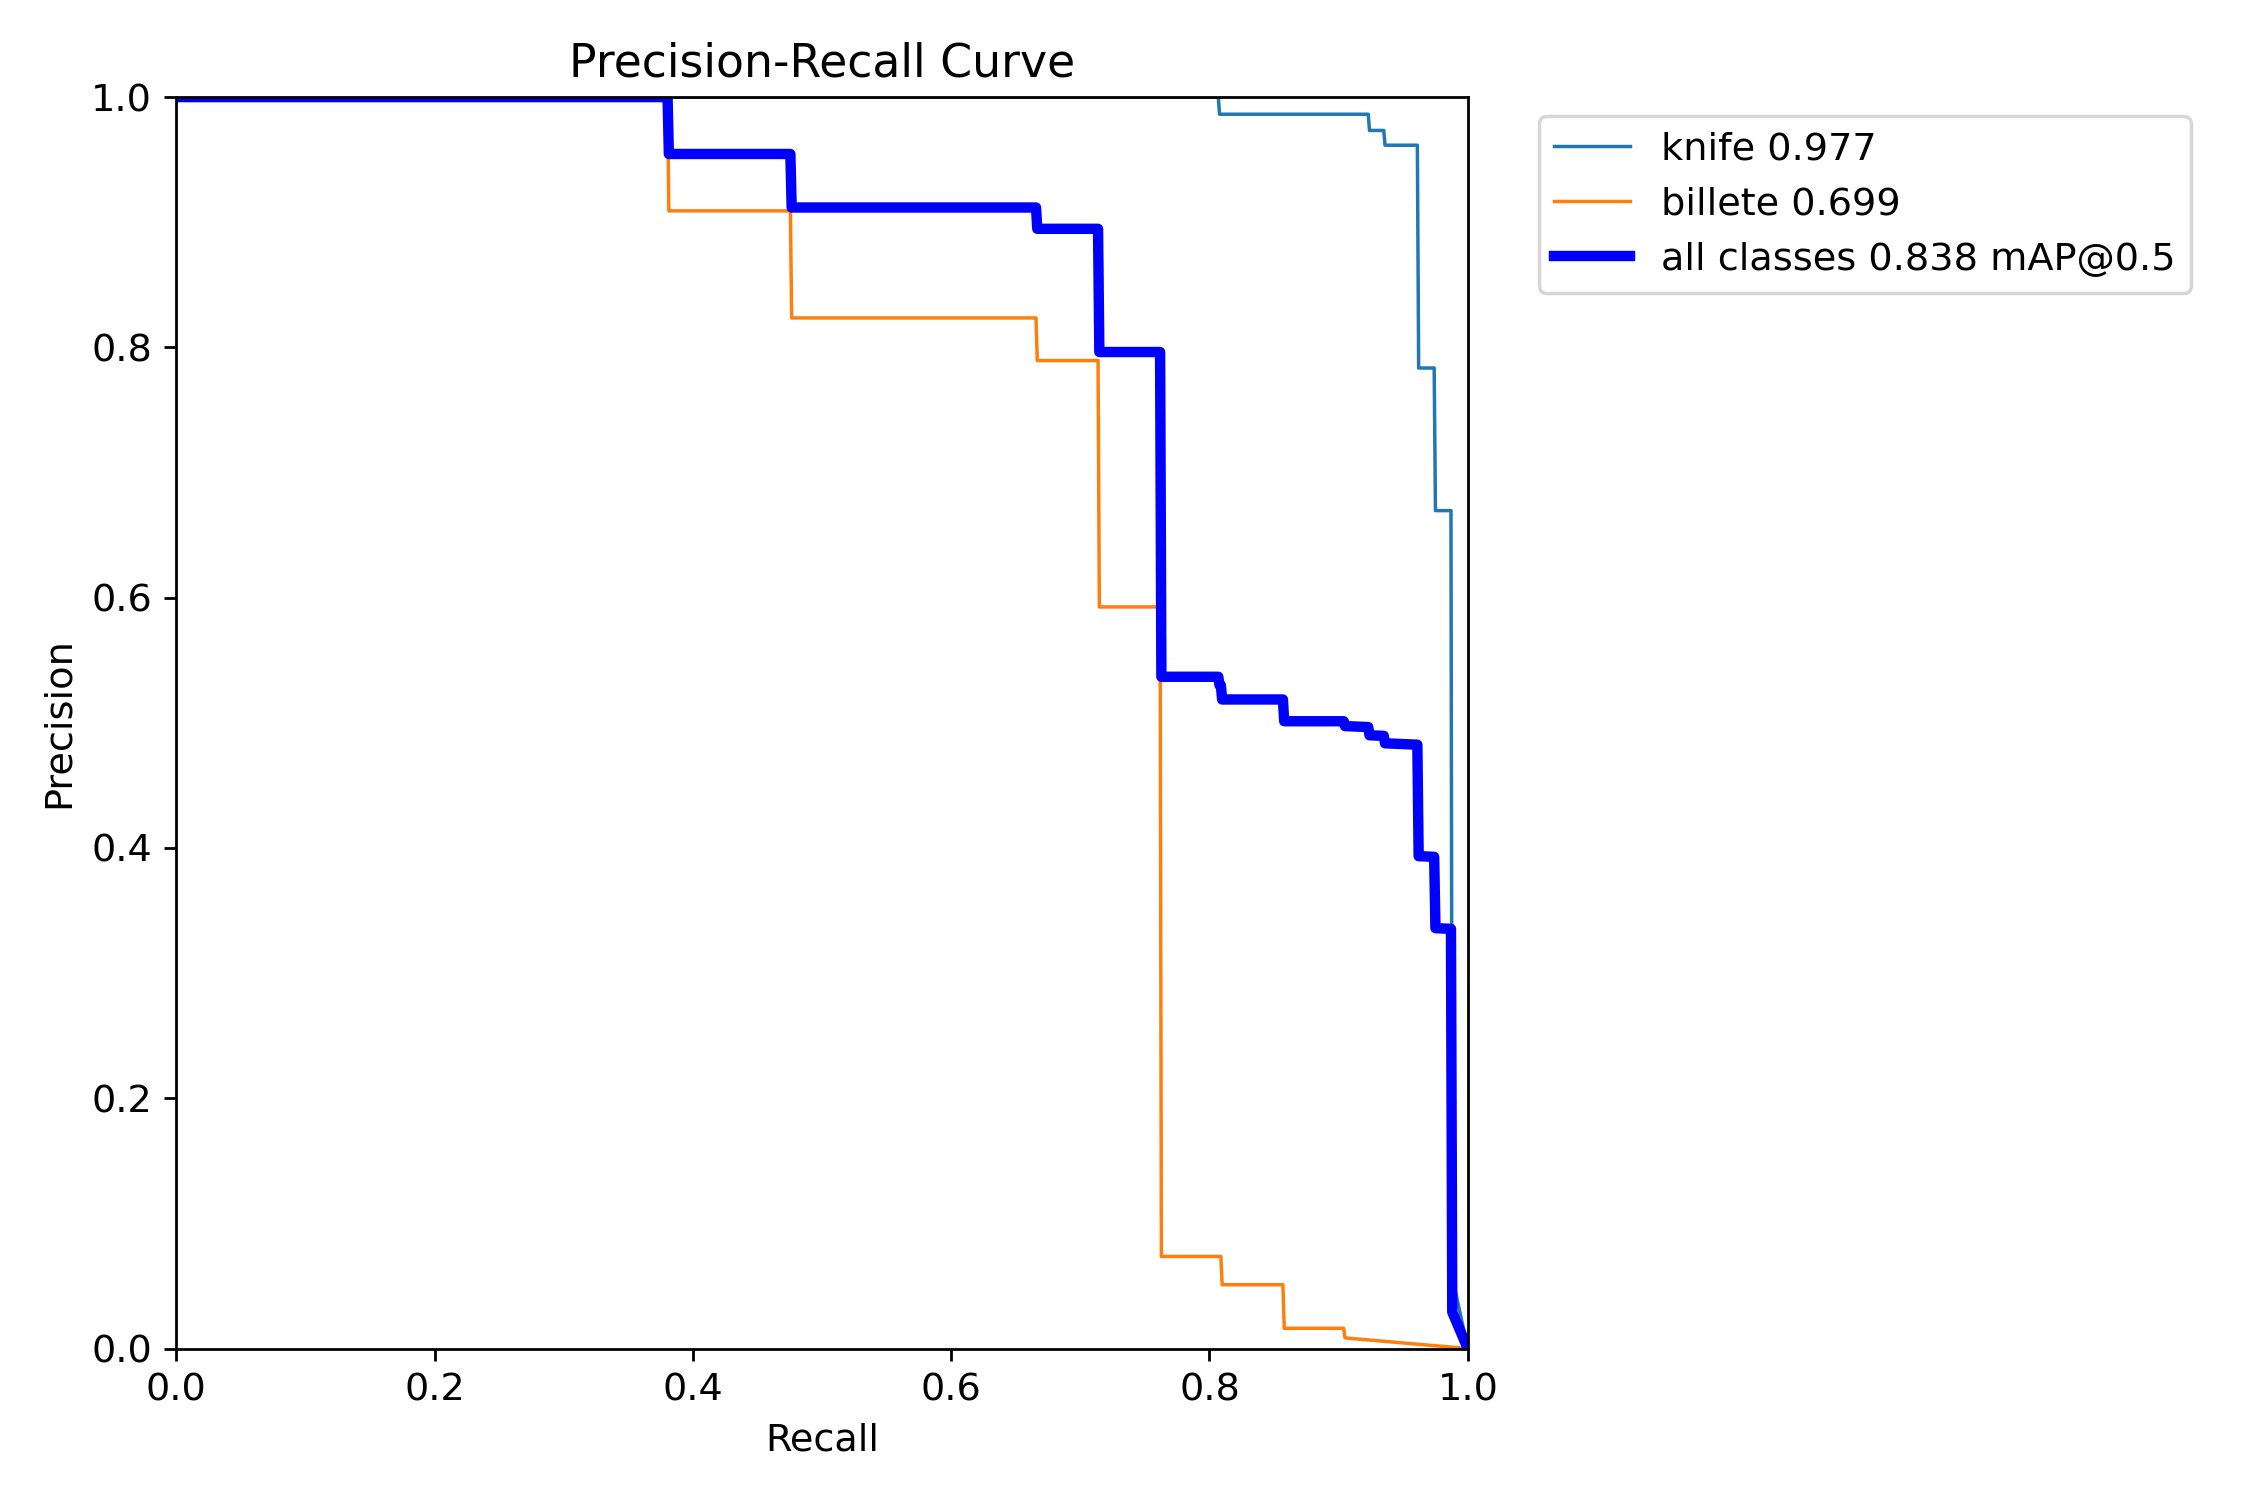 Precision-Recall Curve
1.0
0.8
0.6
0.4
0.2
0.0
Precision
0.0 0.2 0.4 0.6 0.8 1.0
Recall
knife 0.977
billete 0.699
all classes 0.838 mAP@0.5